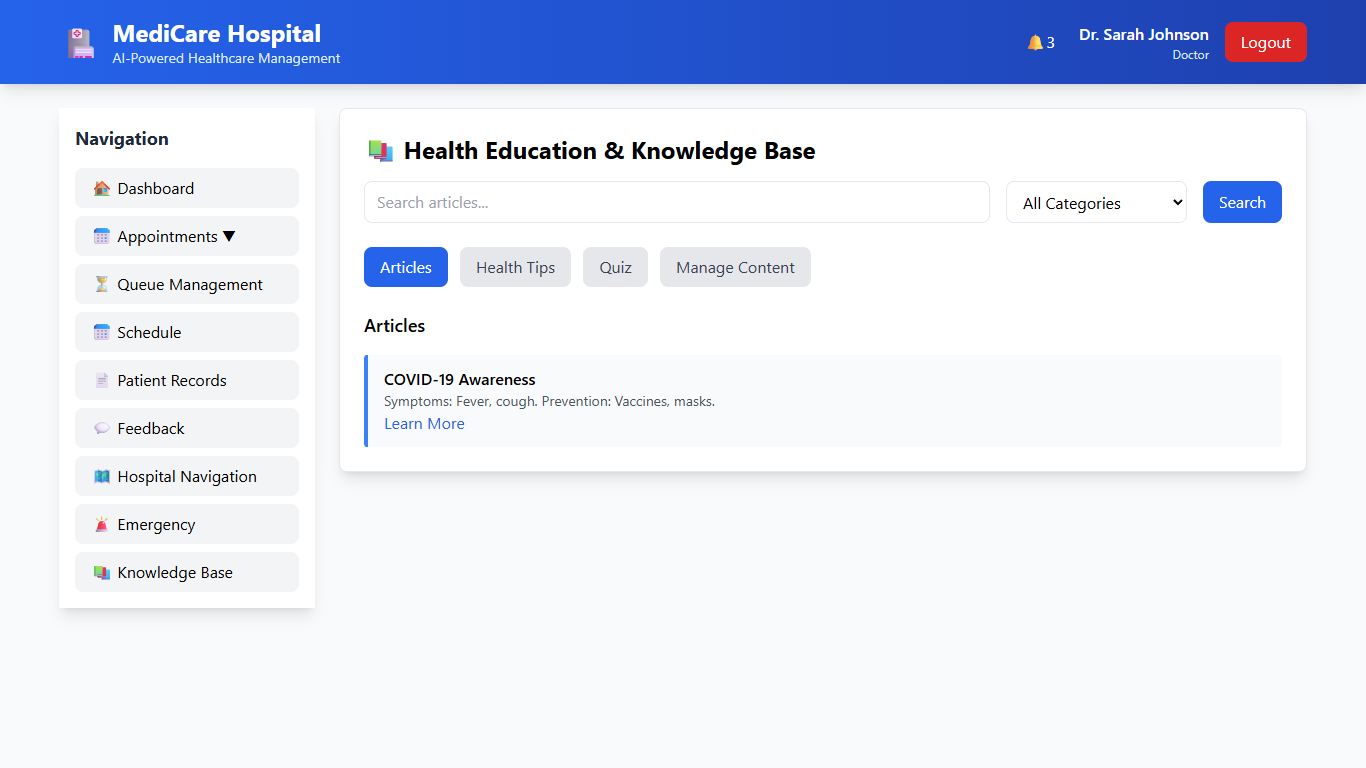 MediCare Hospital
AI-Powered Healthcare Management
3
Dr. Sarah Johnson
Doctor
Logout
Navigation
Dashboard
Appointments ▼
Queue Management
Schedule
Patient Records
Feedback
Hospital Navigation
Emergency
Knowledge Base
Health Education & Knowledge Base
Search articles...
All Categories
Search
Articles
Health Tips
Quiz
Manage Content
Articles
COVID-19 Awareness
Symptoms: Fever, cough. Prevention: Vaccines, masks.
Learn More